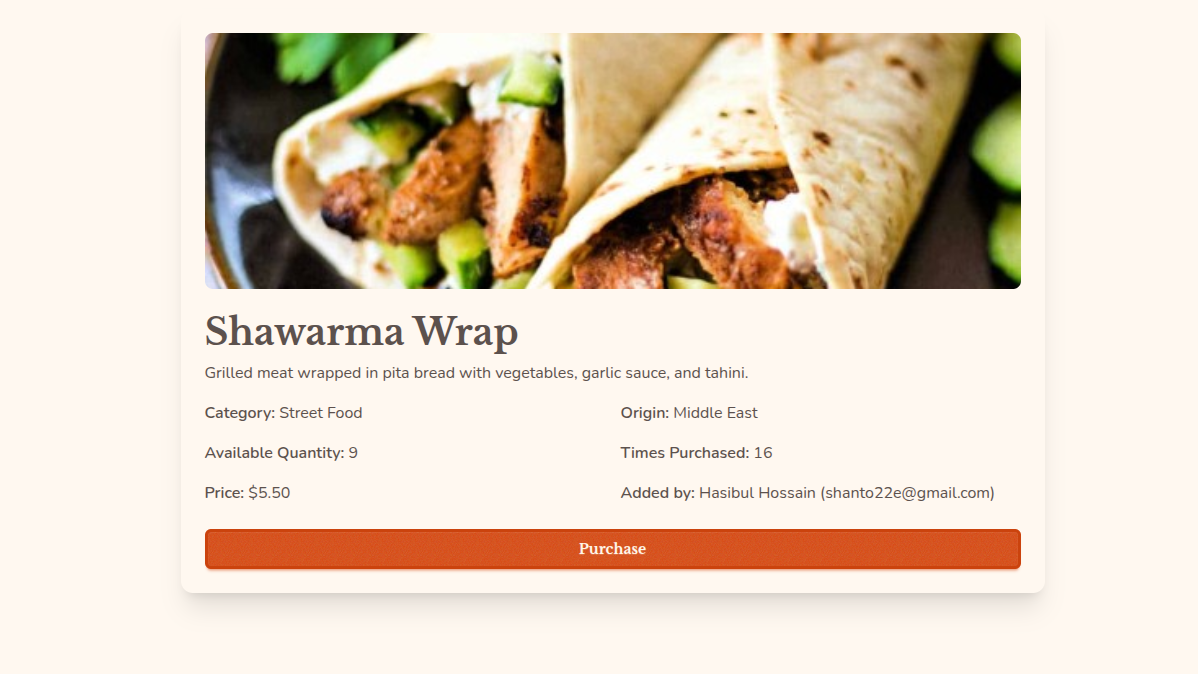 Shawarma Wrap
Grilled meat wrapped in pita bread with vegetables, garlic sauce, and tahini.
Category: Street Food
Origin: Middle East
Available Quantity: 9
Times Purchased: 16
Price: $5.50
Added by: Hasibul Hossain (shanto22e@gmail.com)
Purchase